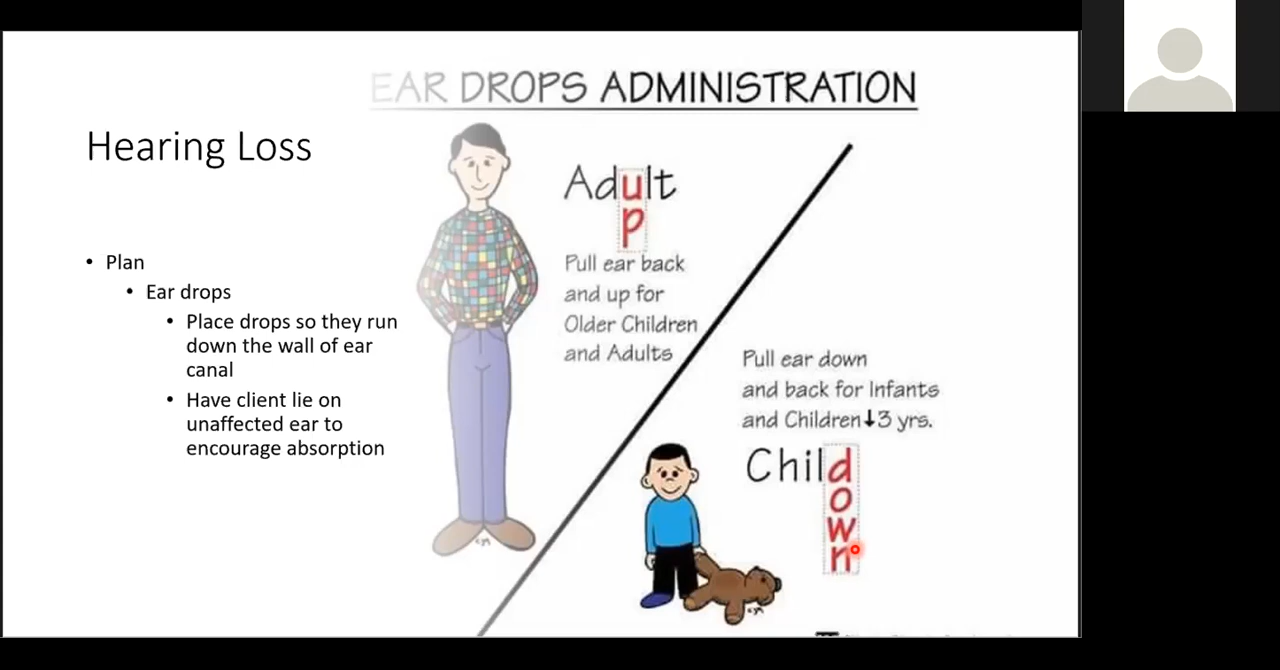 EAR DROPS ADMINISTRATION
Hearing Loss
• Plan
• Ear drops
• Place drops so they run
down the wall of ear
canal
• Have client lie on
unaffected ear to
encourage absorption
Adult
p
Pull ear back
and up for
Older Children
and Adults
Pull ear down
and back for Infants
and Children↓3 yrs.
Child
o
w
n